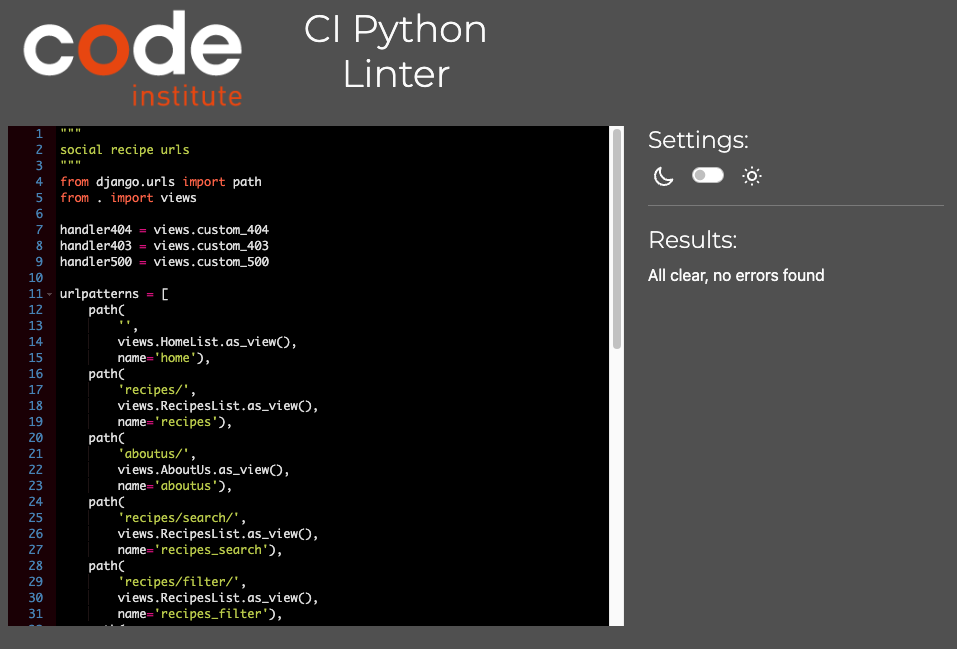 code
institute
CI Python
Linter
1 """
2 social recipe urls
3 """
4 from django.urls import path
5 from . import views
6
7 handler404 = views.custom_404
8 handler403 = views.custom_403
9 handler500 = views.custom_500
10
11 urlpatterns = [
12     path(
13         '',
14         views.HomeList.as_view(),
15         name='home'),
16     path(
17         'recipes/',
18         views.RecipesList.as_view(),
19         name='recipes'),
20     path(
21         'aboutus/',
22         views.AboutUs.as_view(),
23         name='aboutus'),
24     path(
25         'recipes/search/',
26         views.RecipesList.as_view(),
27         name='recipes_search'),
28     path(
29         'recipes/filter/',
30         views.RecipesList.as_view(),
31         name='recipes_filter'),
Settings:
Results:
All clear, no errors found